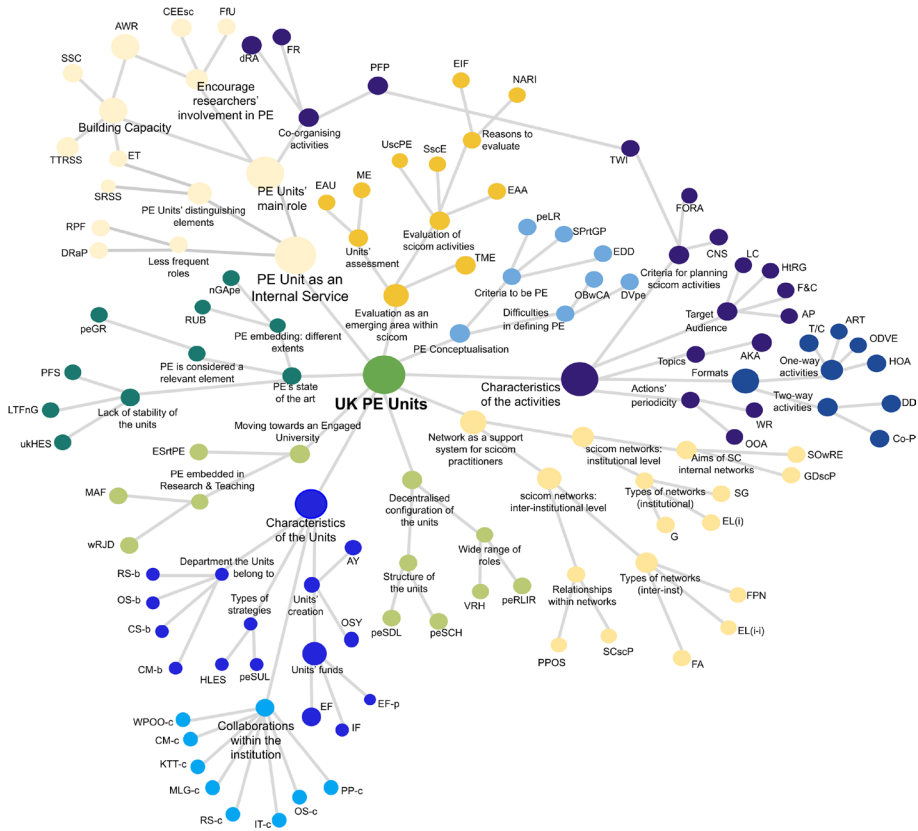 CEEsc
FfU
AWR
FR
dRA
SSC
PFP
EIF
NARI
Encourage
researchers'
involvement in PE
Building Capacity
Co-organising
activities
Reasons to
evaluate
UscPE
SscE
TWI
TTRSS
ET
SRSS
PE Units'
main role
EAU
ME
EAA
FORA
PE Units' distinguishing
elements
peLR
SPrtGP
CNS
RPF
DRaP
Less frequent
roles
Units'
assessment
Evaluation of
scicom activities
EDD
LC
HtRG
TME
Criteria for planning
scicom activities
PE Unit as an
Internal Service
nGApe
Criteria to be PE
OBwCA
DVpe
F&C
RUB
Evaluation as an
emerging area within
scicom
Difficulties
in defining PE
Target
Audience
AP
ART
peGR
PE embedding: different
extents
PE Conceptualisation
T/C
ODVE
AKA
One-way
activities
HOA
PE is considered a
relevant element
Topics
Formats
PFS
PE's state
of the art
UK PE Units
Characteristics
of the activities
Actions'
periodicity
Two-way
activities
DD
LTFnG
Lack of stability of
the units
WR
Co-P
ukHES
OOA
Moving towards an Engaged
University
Network as a support
system for scicom
practitioners
scicom networks:
institutional level
Aims of SC
internal networks
SOwRE
ESrtPE
GDscP
PE embedded in
Research & Teaching
MAF
Decentralised
configuration of
the units
scicom networks:
inter-institutional level
Types of networks
(institutional)
SG
EL(i)
G
Characteristics
of the Units
wRJD
Wide range of
roles
Department the Units
belong to
AY
RS-b
Structure of
the units
Relationships
within networks
Types of networks
(inter-inst)
Types of
strategies
Units'
creation
OS-b
VRH
peRLIR
FPN
OSY
CS-b
peSDL
peSCH
EL(i-i)
CM-b
HLES
peSUL
Units' funds
PPOS
SCscP
FA
EF
EF-p
IF
WPOO-c
Collaborations
within the
institution
CM-c
KTT-c
MLG-c
PP-c
RS-c
IT-c
OS-c